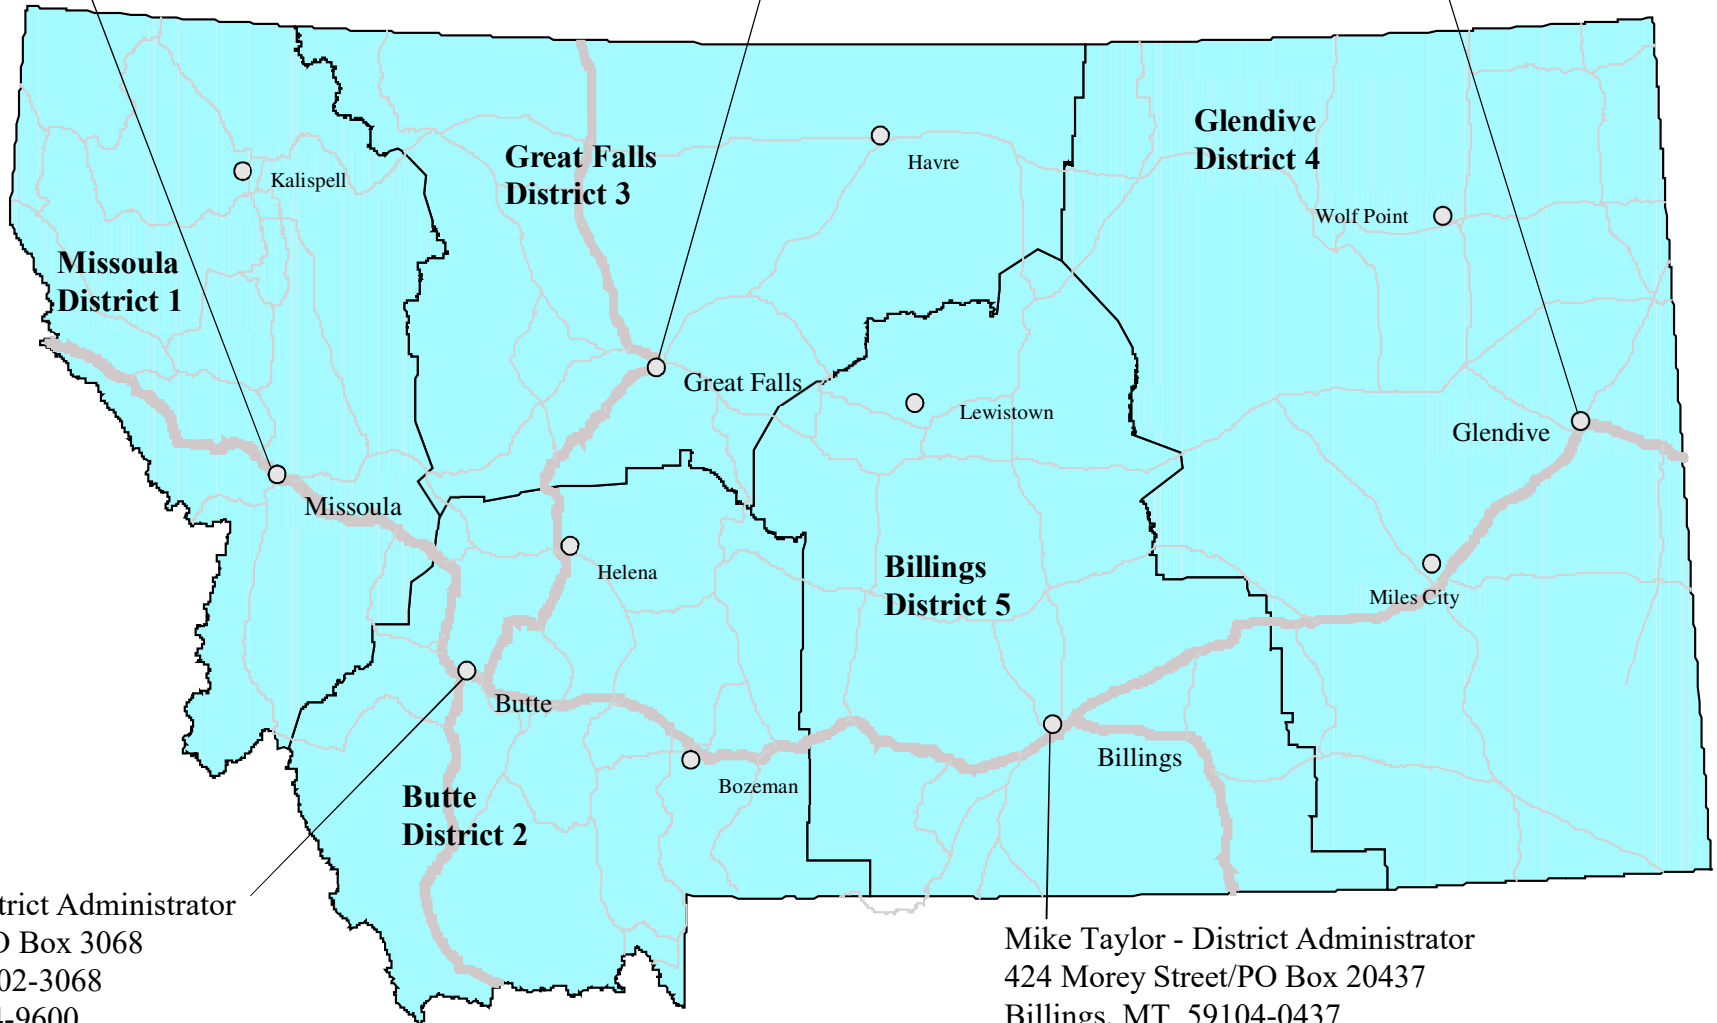 Glendive
District 4
Great Falls
District 3
Havre
Kalispell
Wolf Point
Missoula
District 1
Great Falls
Lewistown
Glendive
Missoula
Helena
Billings
District 5
Miles City
Butte
Billings
Bozeman
Butte
District 2
trict Administrator
O Box 3068
02-3068
4-9600
Mike Taylor - District Administrator
424 Morey Street/PO Box 20437
Billings, MT 59104-0437